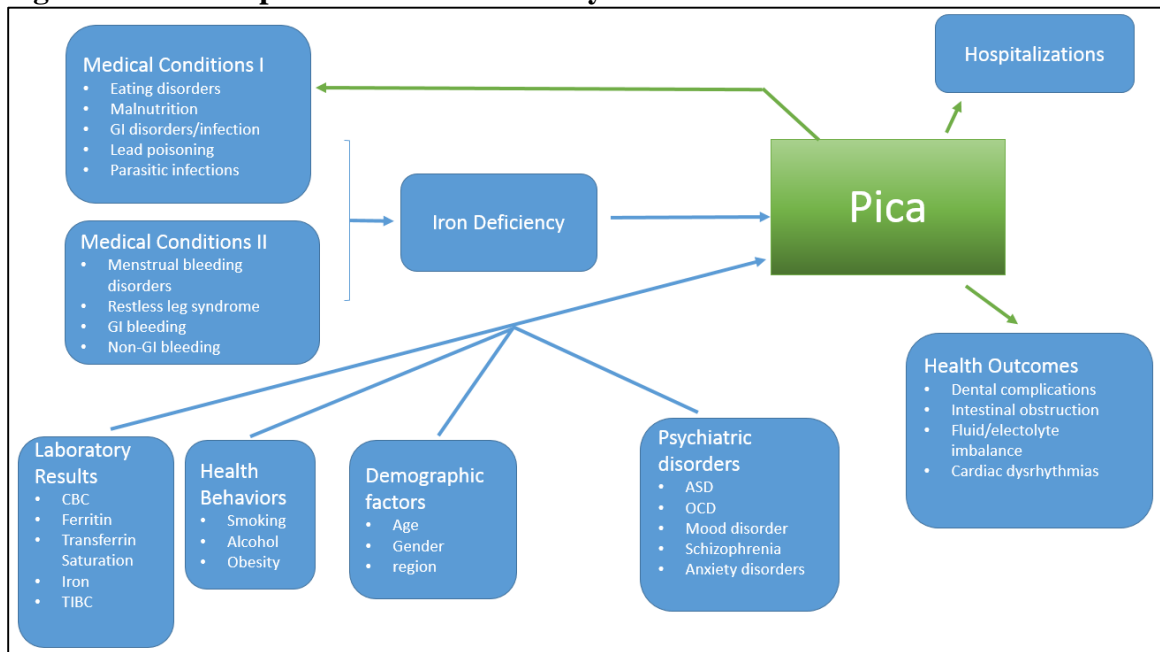 Medical Conditions I
• Eating disorders
• Malnutrition
• GI disorders/infection
• Lead poisoning
• Parasitic infections
Hospitalizations
Pica
Iron Deficiency
Medical Conditions II
• Menstrual bleeding
disorders
• Restless leg syndrome
• GI bleeding
• Non-GI bleeding
Health Outcomes
• Dental complications
• Intestinal obstruction
• Fluid/electolyte
imbalance
• Cardiac dysrhythmias
Laboratory
Results
• CBC
• Ferritin
• Transferrin
Saturation
• Iron
• TIBC
Health
Behaviors
• Smoking
• Alcohol
• Obesity
Demographic
factors
• Age
• Gender
• region
Psychiatric
disorders
• ASD
• OCD
• Mood disorder
• Schizophrenia
• Anxiety disorders